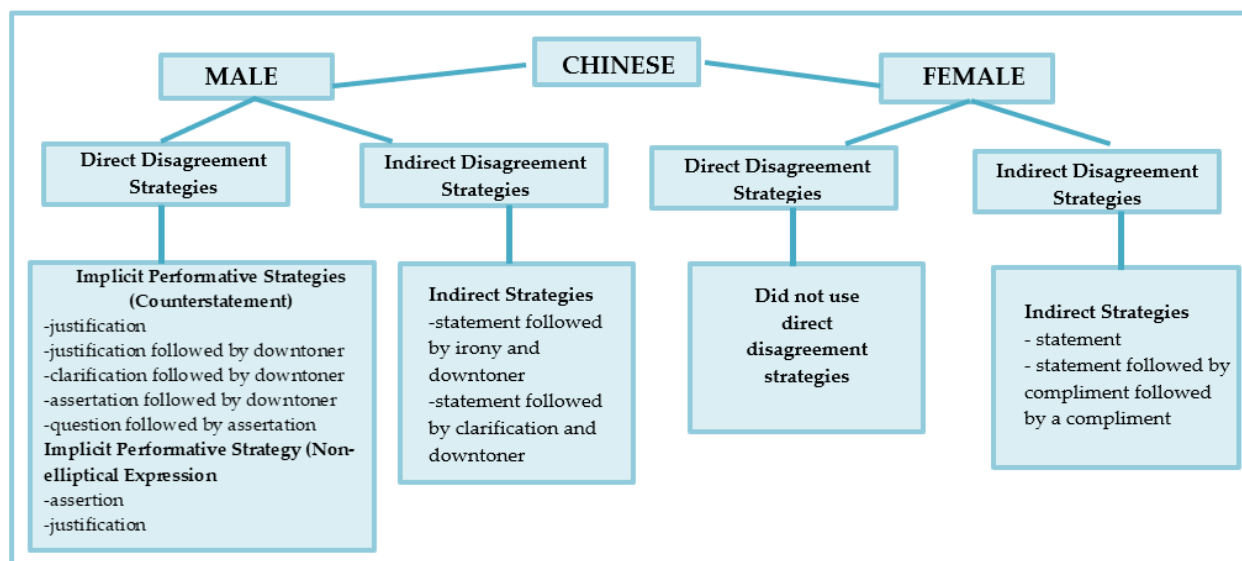 CHINESE
MALE
FEMALE
Direct Disagreement
Strategies
Indirect Disagreement
Strategies
Direct Disagreement
Strategies
Indirect Disagreement
Strategies
Implicit Performative Strategies
(Counterstatement)
-justification
-justification followed by downtoner
-clarification followed by downtoner
-assertation followed by downtoner
-question followed by assertation
Implicit Performative Strategy (Non-
elliptical Expression
-assertion
-justification
Indirect Strategies
-statement followed
by irony and
downtoner
-statement followed
by clarification and
downtoner
Did not use
direct
disagreement
strategies
Indirect Strategies
- statement
- statement followed by
compliment followed
by a compliment